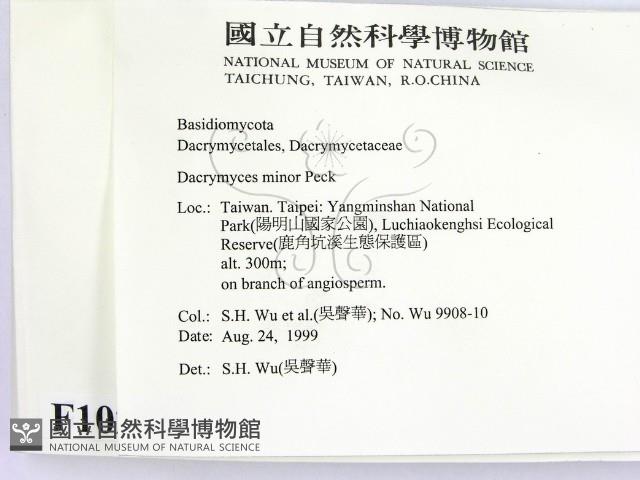 國立自然科學博物館
NATIONAL MUSEUM OF NATURAL SCIENCE
TAICHUNG, TAIWAN, R.O.CHINA
Basidiomycota
Dacrymycetales, Dacrymycetaceae
Dacrymyces minor Peck
Loc.: Taiwan. Taipei: Yangminshan National
Park(陽明山國家公園), Luchiaokenghsi Ecological
Reserve(鹿角坑溪生態保護區)
alt. 300m;
on branch of angiosperm.
Col.: S.H. Wu et al.(吳聲華); No. Wu 9908-10
Date: Aug. 24, 1999
Det.: S.H. Wu(吳聲華)
F10
國立自然科學博物館
NATIONAL MUSEUM OF NATURAL SCIENCE